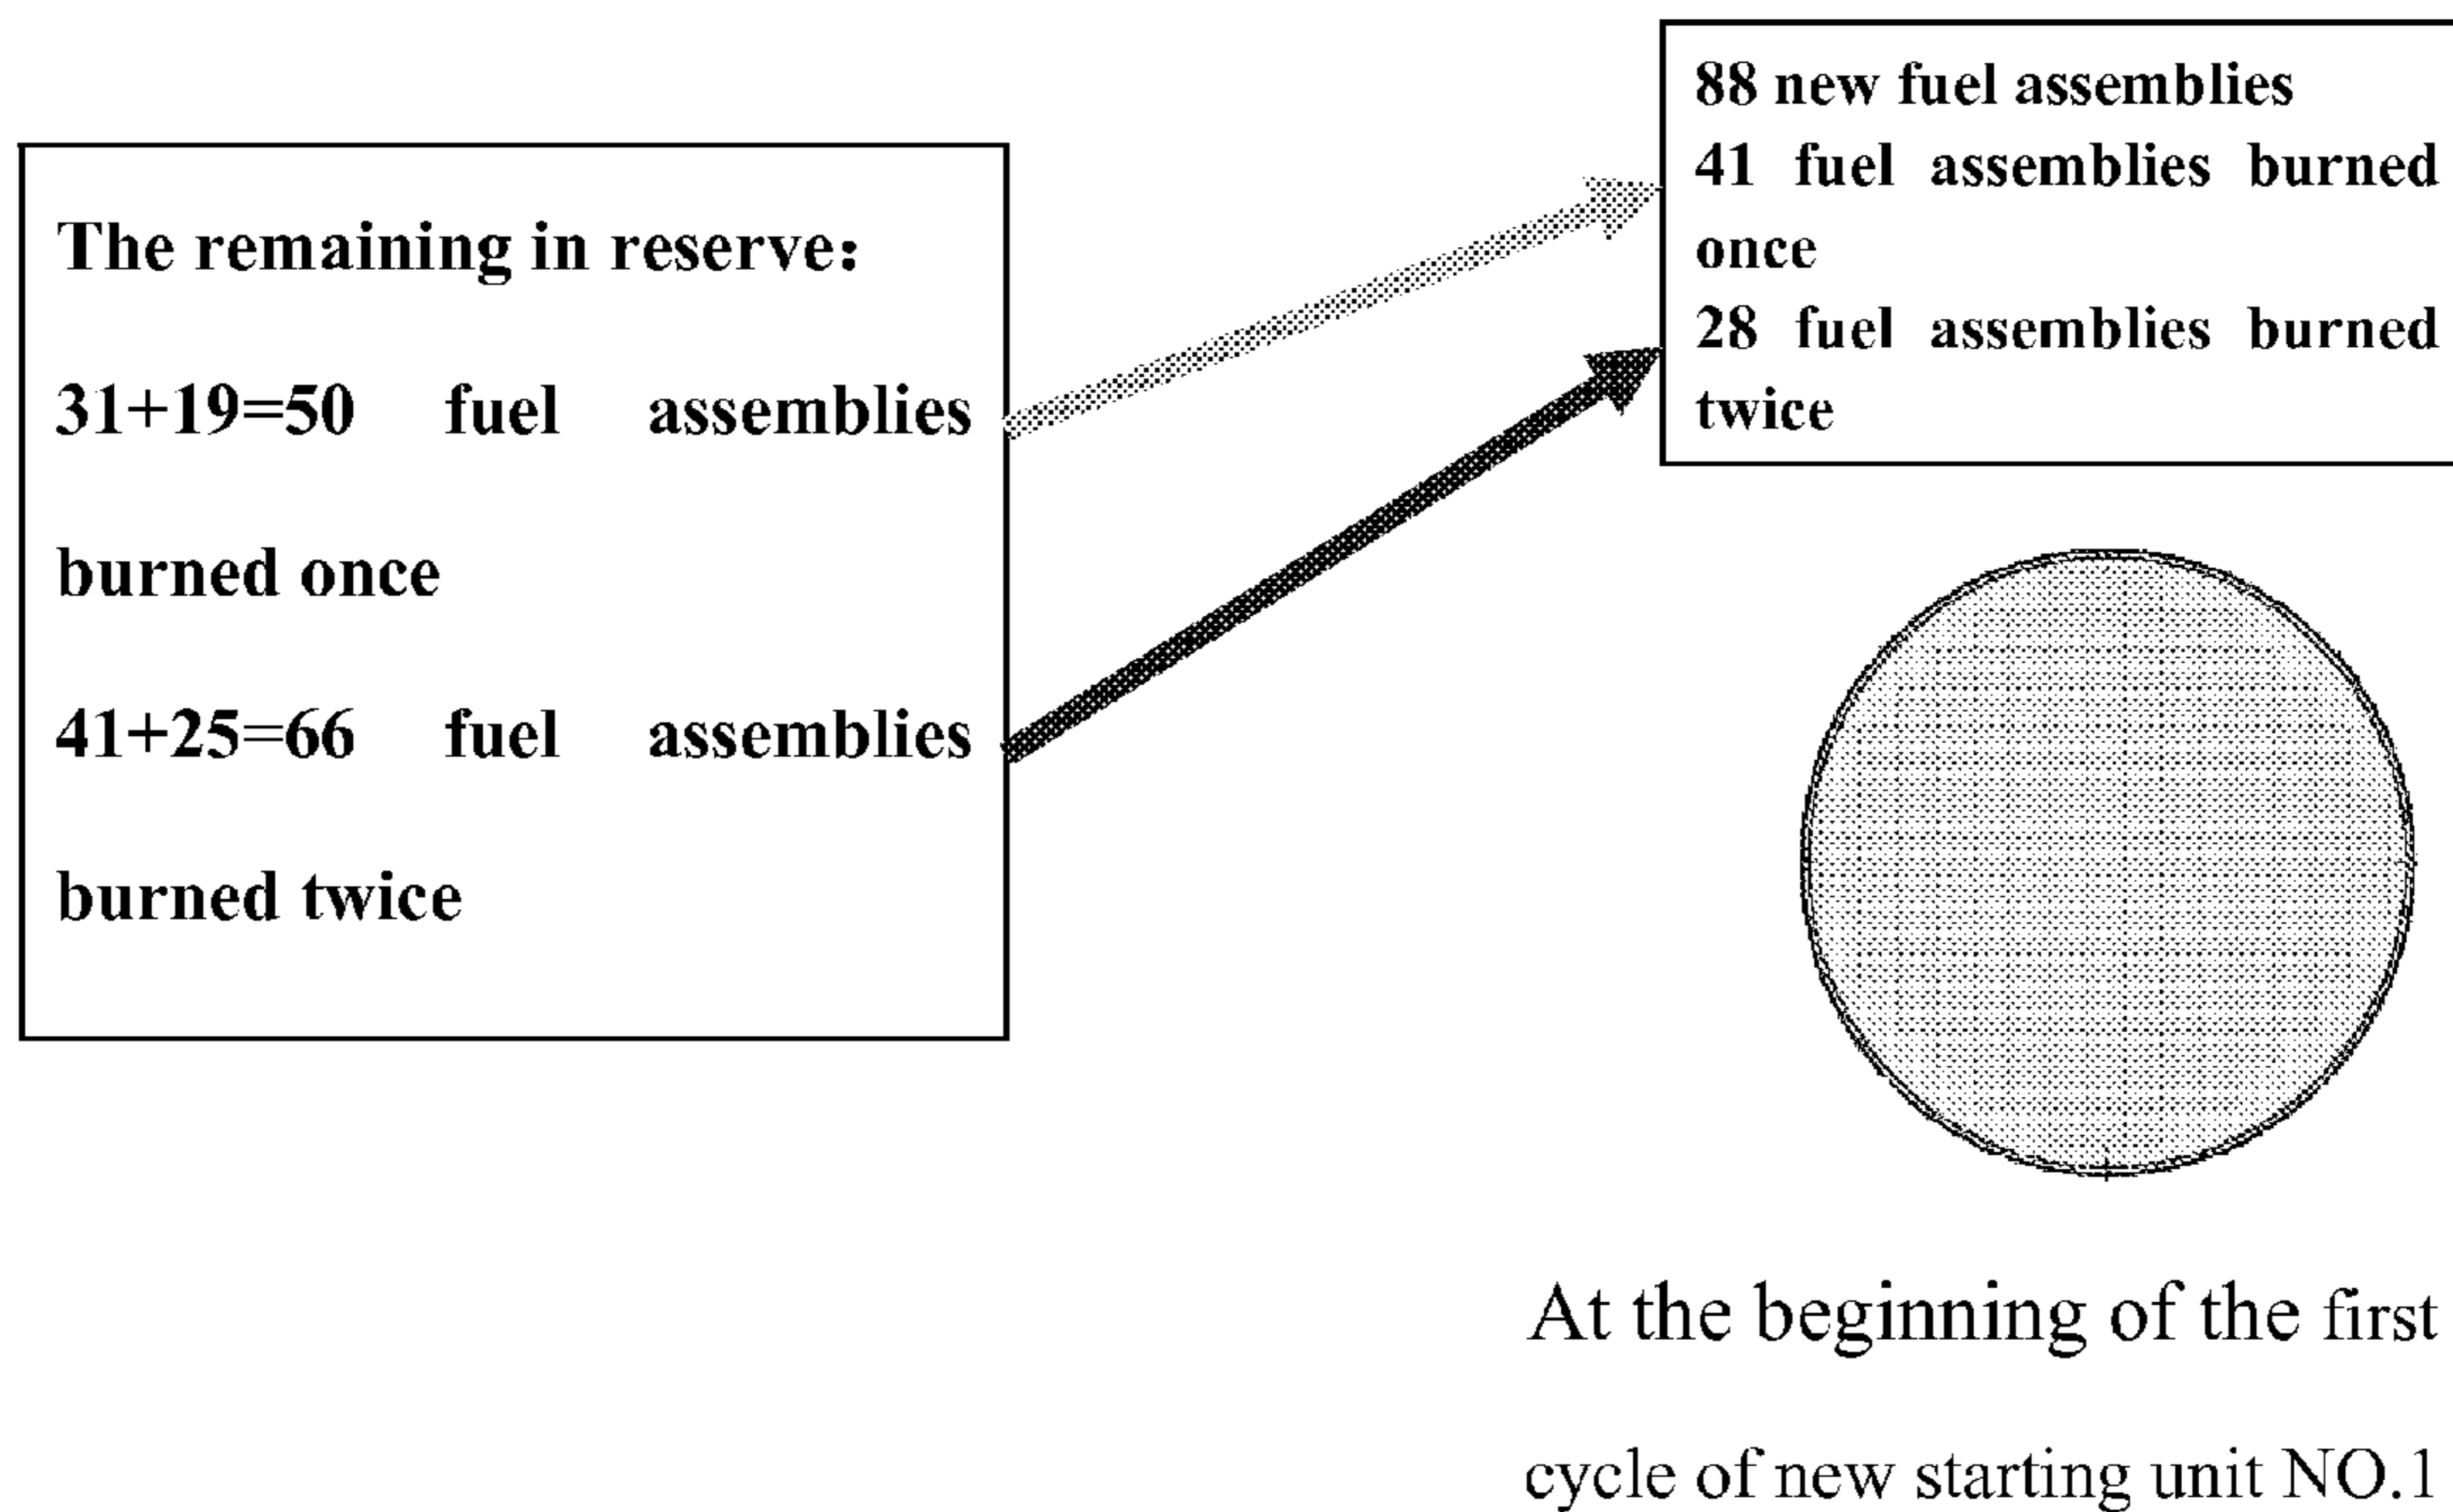 The remaining in reserve:
31+19=50 fuel assemblies
burned once
41+25=66 fuel assemblies
burned twice
88 new fuel assemblies
41 fuel assemblies burned
once
28 fuel assemblies burned
twice
At the beginning of the first
cycle of new starting unit NO.1